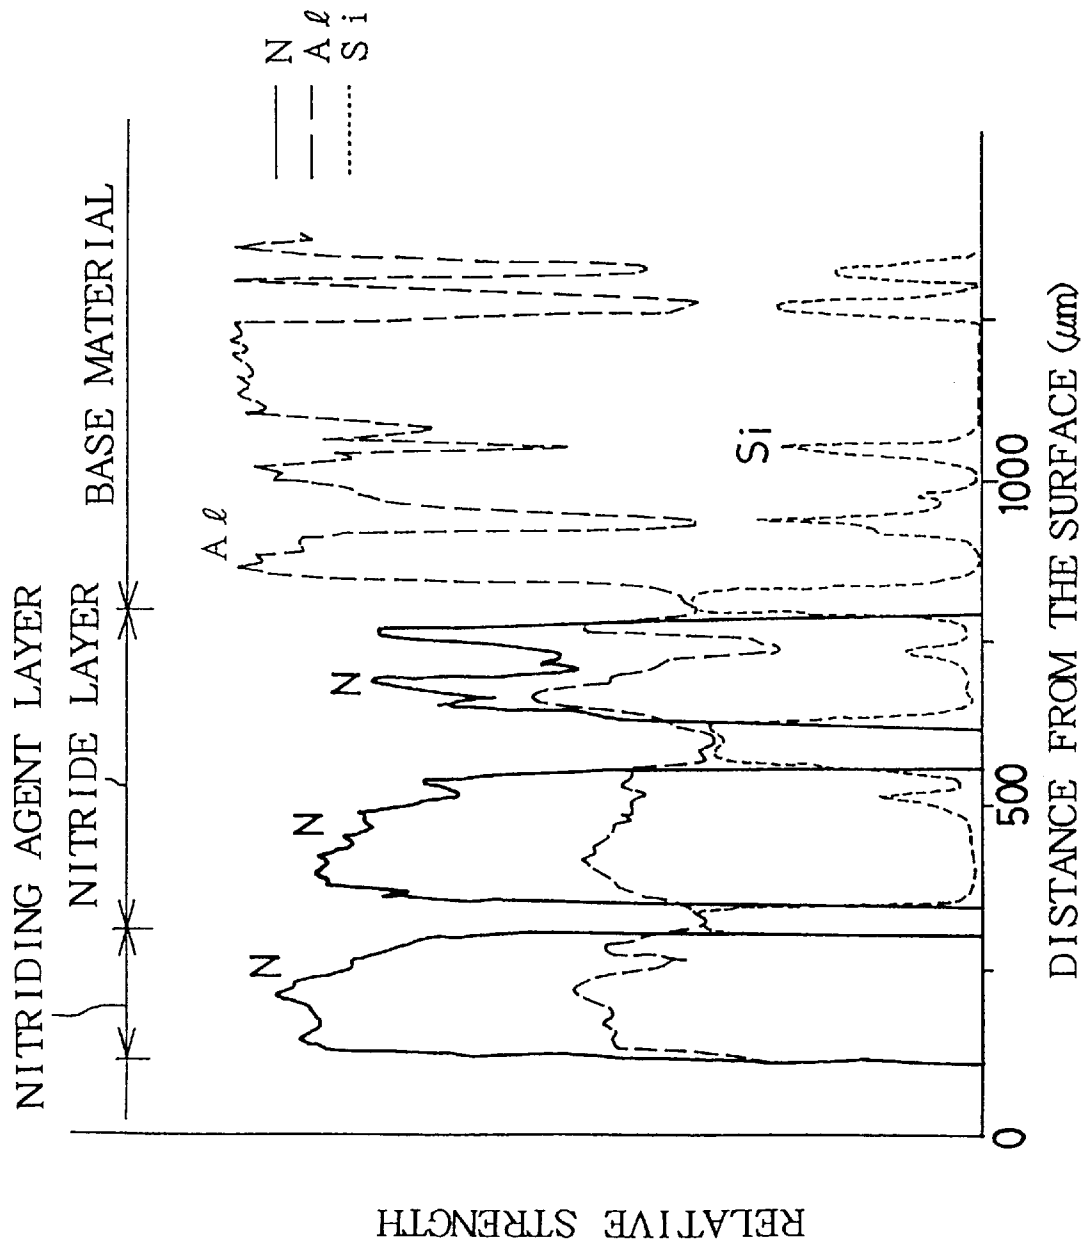 NITRIDING AGENT LAYER
NITRIDE LAYER
BASE MATERIAL
N
Aℓ
Si
N
N
N
Aℓ
Si
0
500
1000
DISTANCE FROM THE SURFACE (μm)
RELATIVE STRENGTH